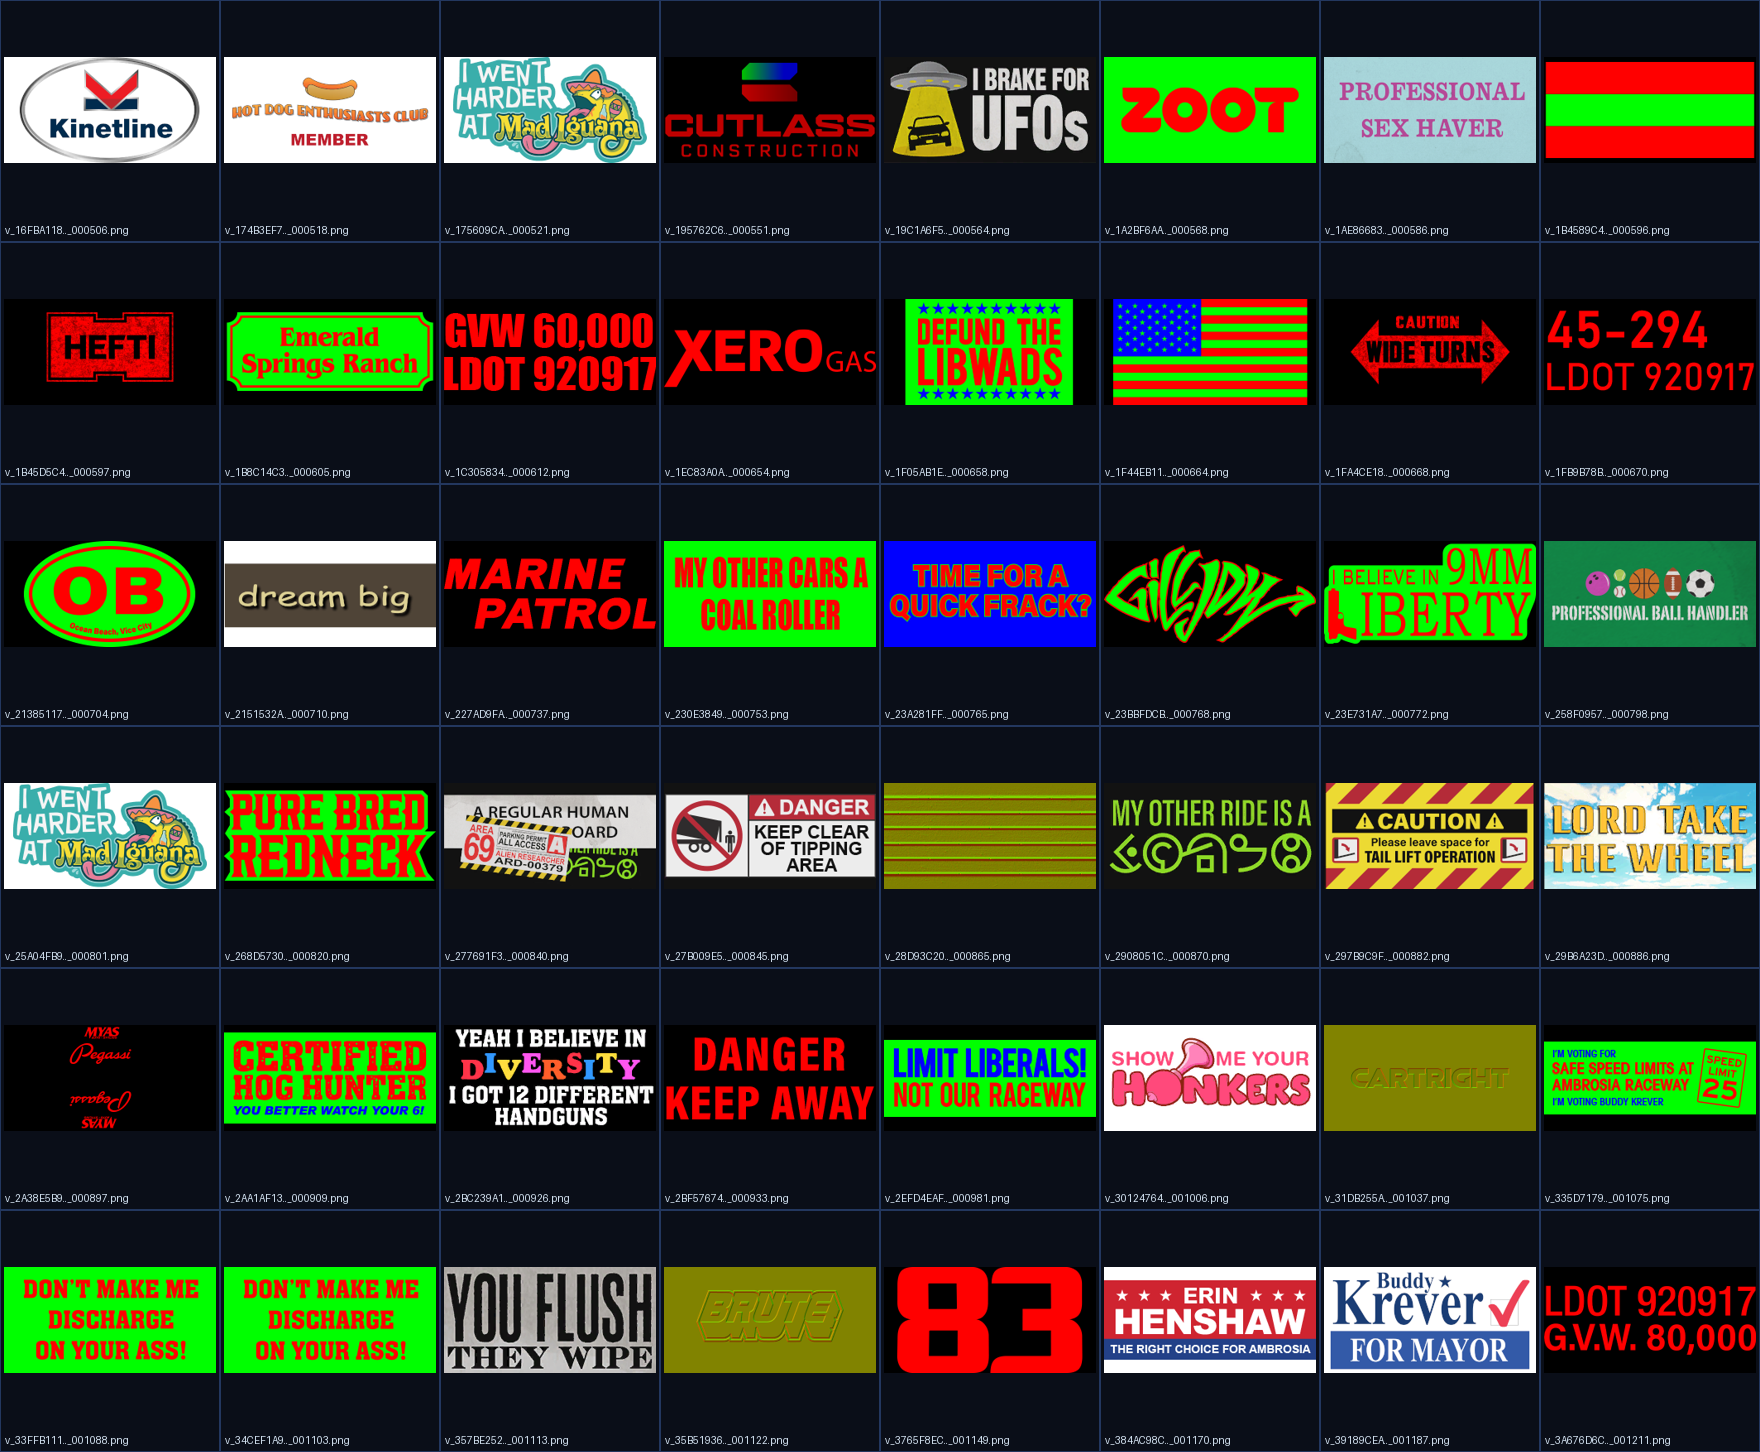 Kinetline
v_16FBA118.._000506.png
HOT DOG ENTHUSIASTS CLUB
MEMBER
v_174B3EF7.._000518.png
I WENT
HARDER
AT Mad Iguana
v_175609CA.._000521.png
CUTLASS
CONSTRUCTION
v_195762C6.._000551.png
I BRAKE FOR
UFOs
v_19C1A6F5.._000564.png
ZOOT
v_1A2BF6AA.._000568.png
PROFESSIONAL
SEX HAVER
v_1AE86683.._000586.png
v_1B4589C4.._000596.png
HEFTI
v_1B45D5C4.._000597.png
Emerald
Springs Ranch
v_1B8C14C3.._000605.png
GVW 60,000
LDOT 920917
v_1C305834.._000612.png
XERO GAS
v_1EC83A0A.._000654.png
DEFUND THE
LIBWADS
v_1F05AB1E.._000658.png
v_1F44EB11.._000664.png
CAUTION
WIDE TURNS
v_1FA4CE18.._000668.png
45-294
LDOT 920917
v_1FB9B78B.._000670.png
OB
Ocean Beach, Vice City
v_21385117.._000704.png
dream big
v_2151532A.._000710.png
MARINE
PATROL
v_227AD9FA.._000737.png
MY OTHER CARS A
COAL ROLLER
v_230E3849.._000753.png
TIME FOR A
QUICK FRACK?
v_23A281FF.._000765.png
GILLJOW
v_23BBFDCB.._000768.png
I BELIEVE IN 9MM
LIBERTY
v_23E731A7.._000772.png
PROFESSIONAL BALL HANDLER
v_258F0957.._000798.png
I WENT
HARDER
AT Mad Iguana
v_25A04FB9.._000801.png
PURE BRED
REDNECK
v_268D5730.._000820.png
A REGULAR HUMAN
OARD
AREA
69
PARKING PERMIT
ALL ACCESS A
ALIEN RESEARCHER
ARD-00379
RIDE IS A
v_277691F3.._000840.png
DANGER
KEEP CLEAR
OF TIPPING
AREA
v_27B009E5.._000845.png
v_28D93C20.._000865.png
MY OTHER RIDE IS A
v_2908051C.._000870.png
CAUTION
Please leave space for
TAIL LIFT OPERATION
v_297B9C9F.._000882.png
LORD TAKE
THE WHEEL
v_29B6A23D.._000886.png
MYAS
Pegassi
Pegassi
MYAS
v_2A38E5B9.._000897.png
CERTIFIED
HOG HUNTER
YOU BETTER WATCH YOUR 6!
v_2AA1AF13.._000909.png
YEAH I BELIEVE IN
DIVERSITY
I GOT 12 DIFFERENT
HANDGUNS
v_2BC239A1.._000926.png
DANGER
KEEP AWAY
v_2BF57674.._000933.png
LIMIT LIBERALS!
NOT OUR RACEWAY
v_2EFD4EAF.._000981.png
SHOW ME YOUR
HONKERS
v_30124764.._001006.png
CARTRIGHT
v_31DB255A.._001037.png
I'M VOTING FOR
SAFE SPEED LIMITS AT
AMBROSIA RACEWAY
I'M VOTING BUDDY KREVER
SPEED
LIMIT
25
v_335D7179.._001075.png
DON'T MAKE ME
DISCHARGE
ON YOUR ASS!
v_33FFB111.._001088.png
DON'T MAKE ME
DISCHARGE
ON YOUR ASS!
v_34CEF1A9.._001103.png
YOU FLUSH
THEY WIPE
v_357BE252.._001113.png
BRUTE
v_35B51936.._001122.png
83
v_3765F8EC.._001149.png
ERIN
HENSHAW
THE RIGHT CHOICE FOR AMBROSIA
v_384AC98C.._001170.png
Buddy
Krever
FOR MAYOR
v_39189CEA.._001187.png
LDOT 920917
G.V.W. 80,000
v_3A676D6C.._001211.png